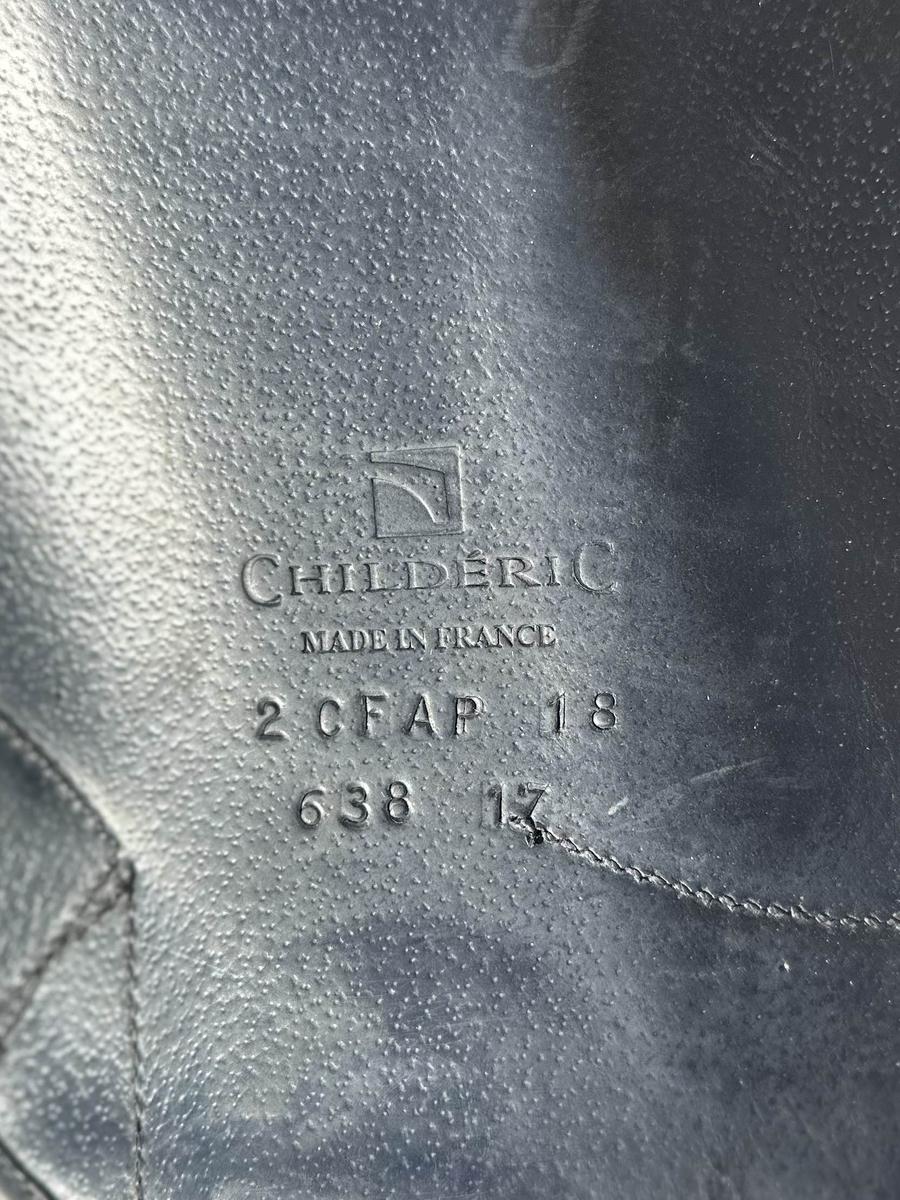 CHILDÉRIC
MADE IN FRANCE
2 CFAP 18
638 17